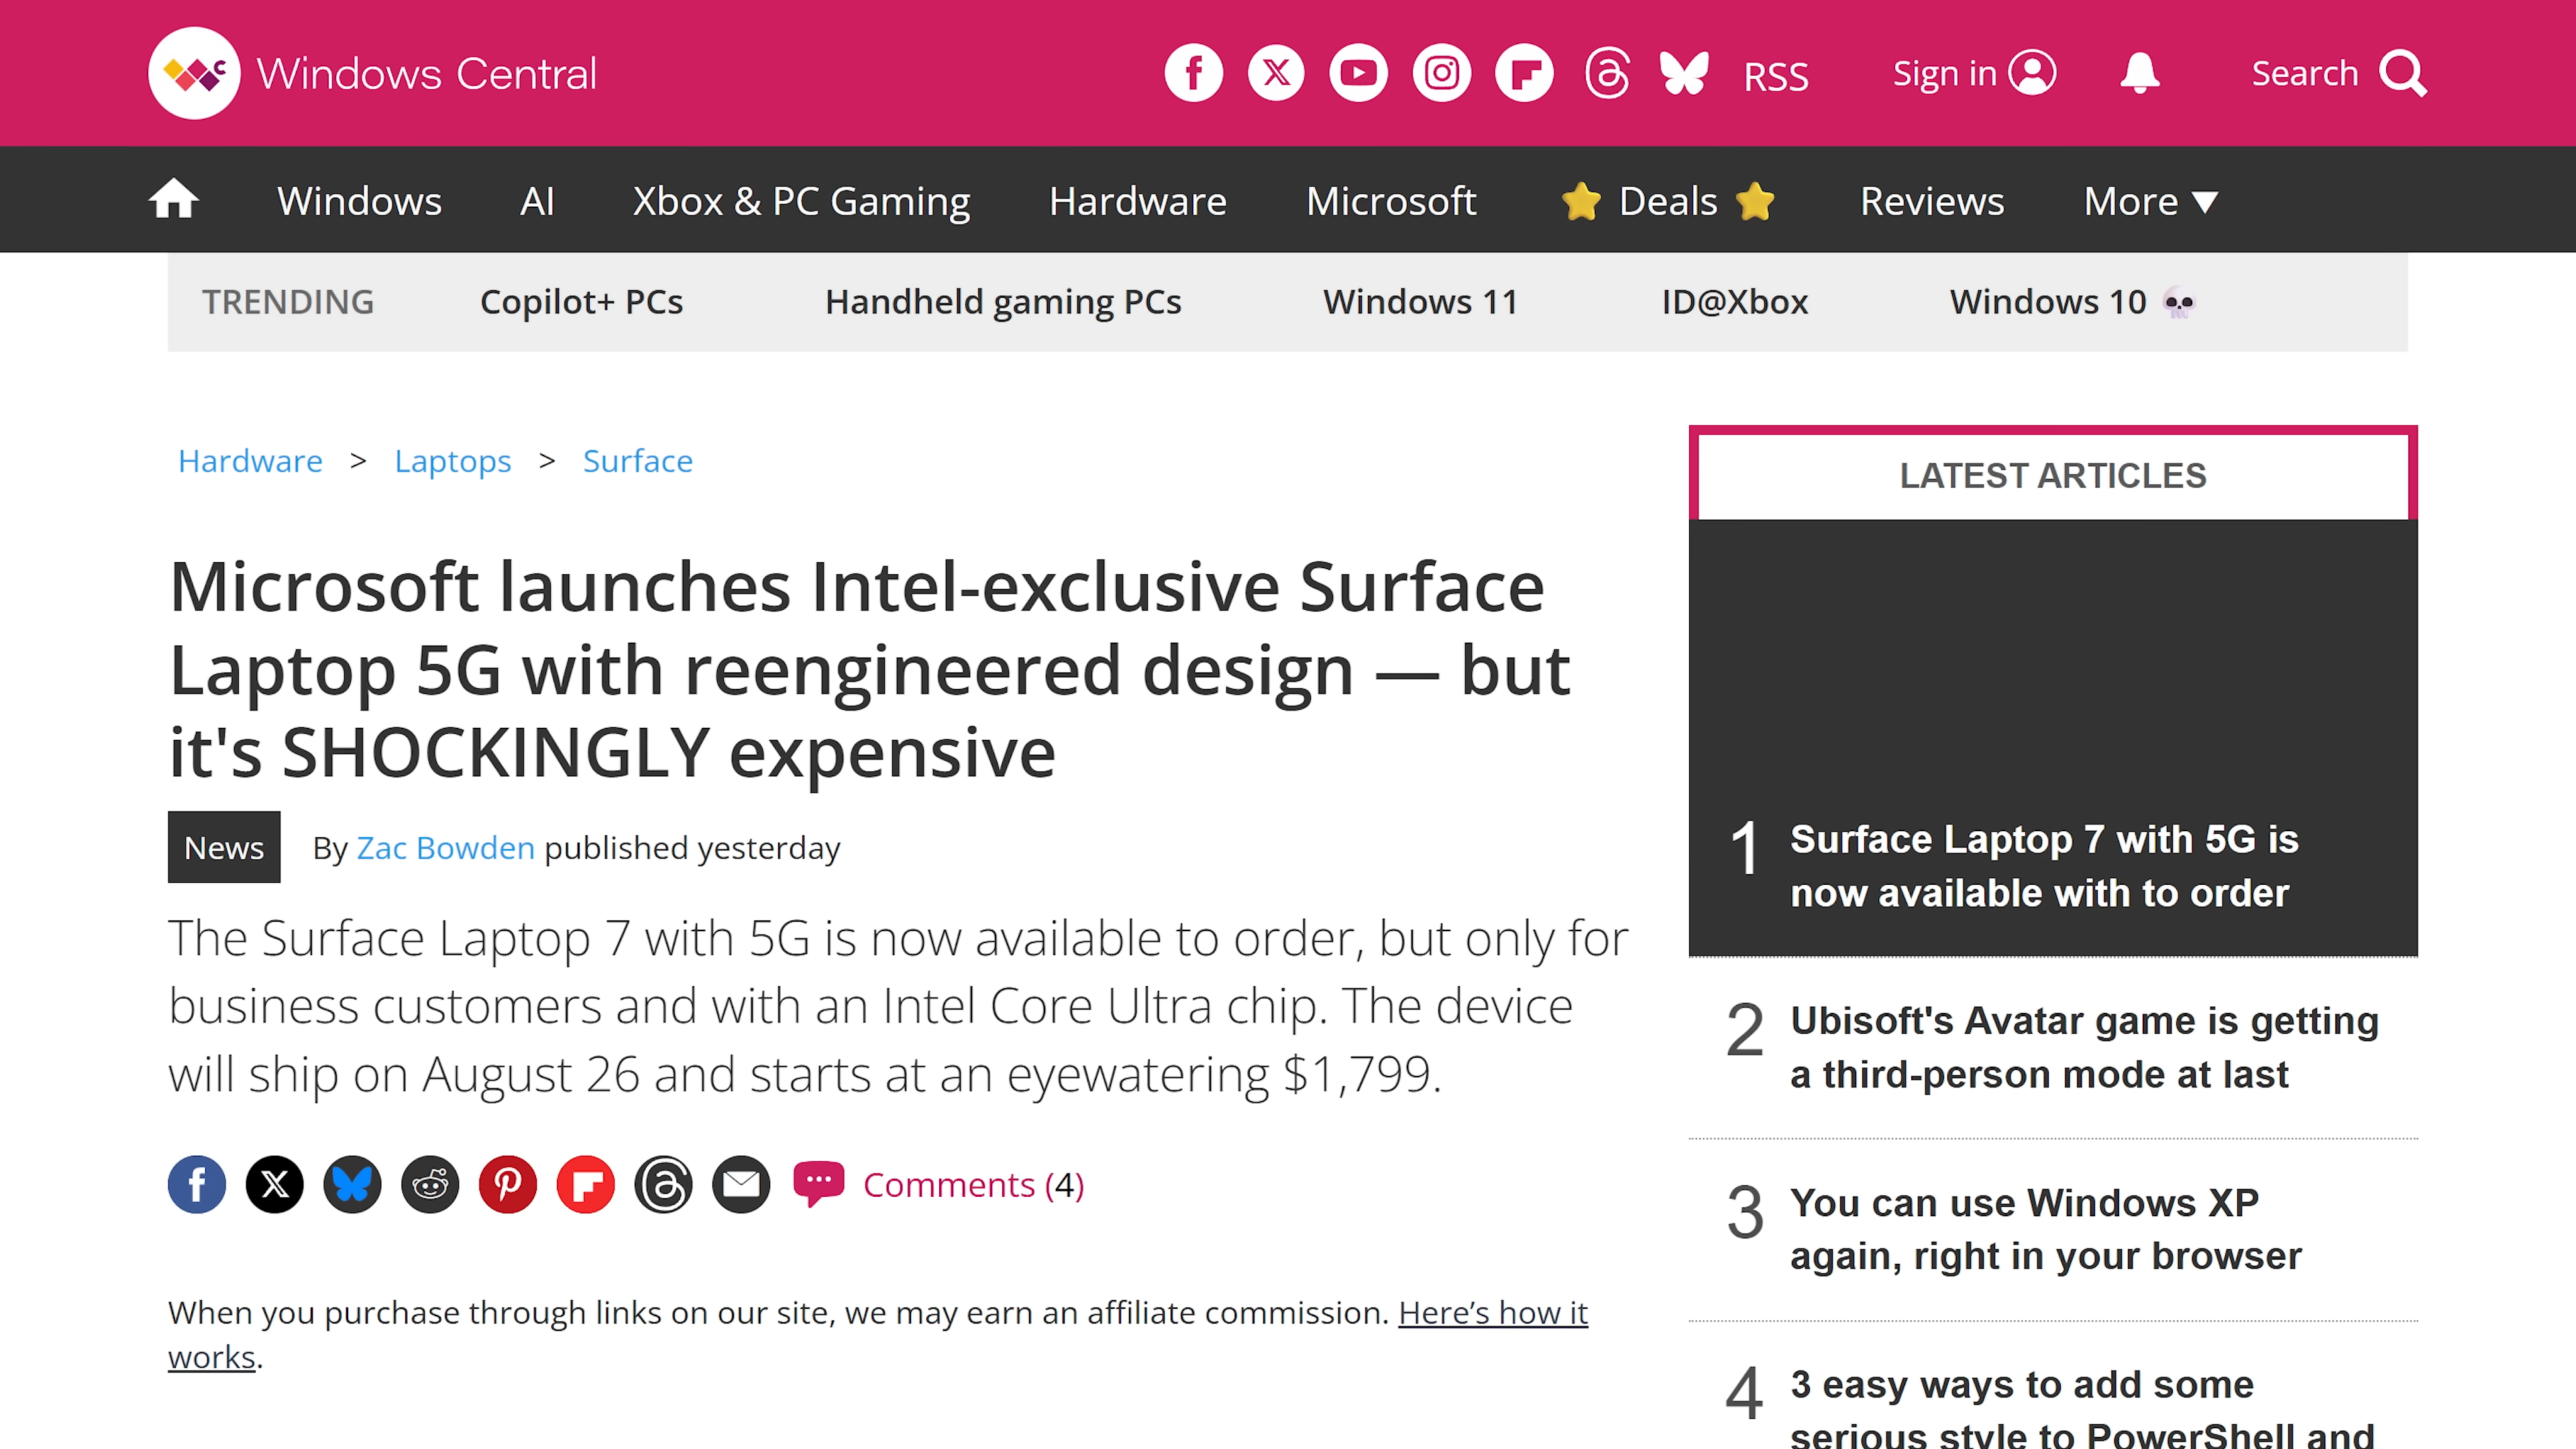 Windows Central
RSS
Sign in
Search
Windows
AI
Xbox & PC Gaming
Hardware
Microsoft
Deals
Reviews
More
TRENDING
Copilot+ PCs
Handheld gaming PCs
Windows 11
ID@Xbox
Windows 10
Hardware > Laptops > Surface
Microsoft launches Intel-exclusive Surface
Laptop 5G with reengineered design — but
it's SHOCKINGLY expensive
News
By Zac Bowden published yesterday
The Surface Laptop 7 with 5G is now available to order, but only for
business customers and with an Intel Core Ultra chip. The device
will ship on August 26 and starts at an eyewatering $1,799.
Comments (4)
When you purchase through links on our site, we may earn an affiliate commission. Here’s how it
works.
LATEST ARTICLES
1 Surface Laptop 7 with 5G is
now available with to order
2 Ubisoft's Avatar game is getting
a third-person mode at last
3 You can use Windows XP
again, right in your browser
4 3 easy ways to add some
serious style to PowerShell and